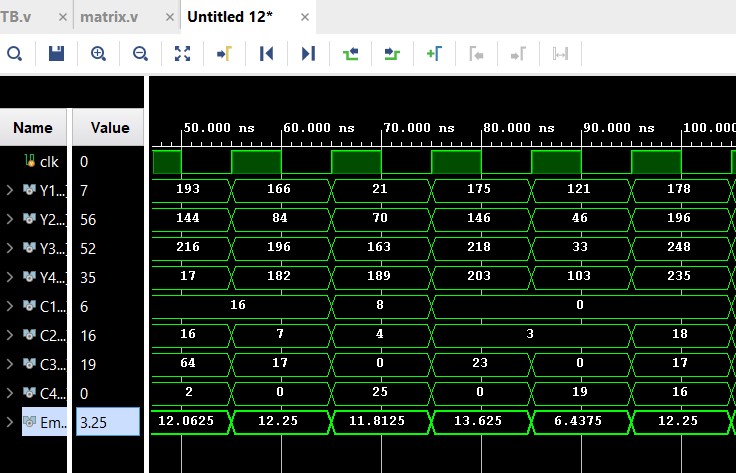 TB.v × matrix.v × Untitled 12* ×
50.000 ns 60.000 ns 70.000 ns 80.000 ns 90.000 ns 100.000
Name Value
clk 0
Y1... 7 193 166 21 175 121 178
Y2... 56 144 84 70 146 46 196
Y3... 52 216 196 163 218 33 248
Y4... 35 17 182 189 203 103 235
C1... 6 16 8 0
C2... 16 16 7 4 3 18
C3... 19 64 17 0 23 0 17
C4... 0 2 0 25 0 19 16
Em... 3.25 12.0625 12.25 11.8125 13.625 6.4375 12.25